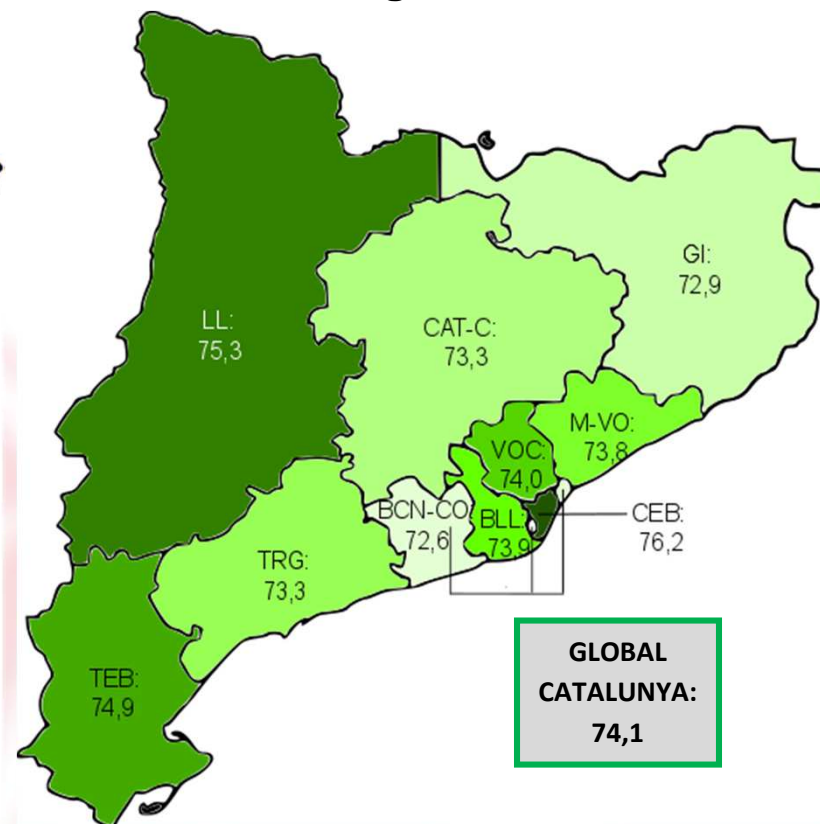 GI:
72,9
LL:
75,3
CAT-C:
73,3
M-VO:
73,8
VOC:
74,0
BCN-CO
72,6
BLL:
73,9
CEB:
76,2
TRG:
73,3
TEB:
74,9
GLOBAL
CATALUNYA:
74,1